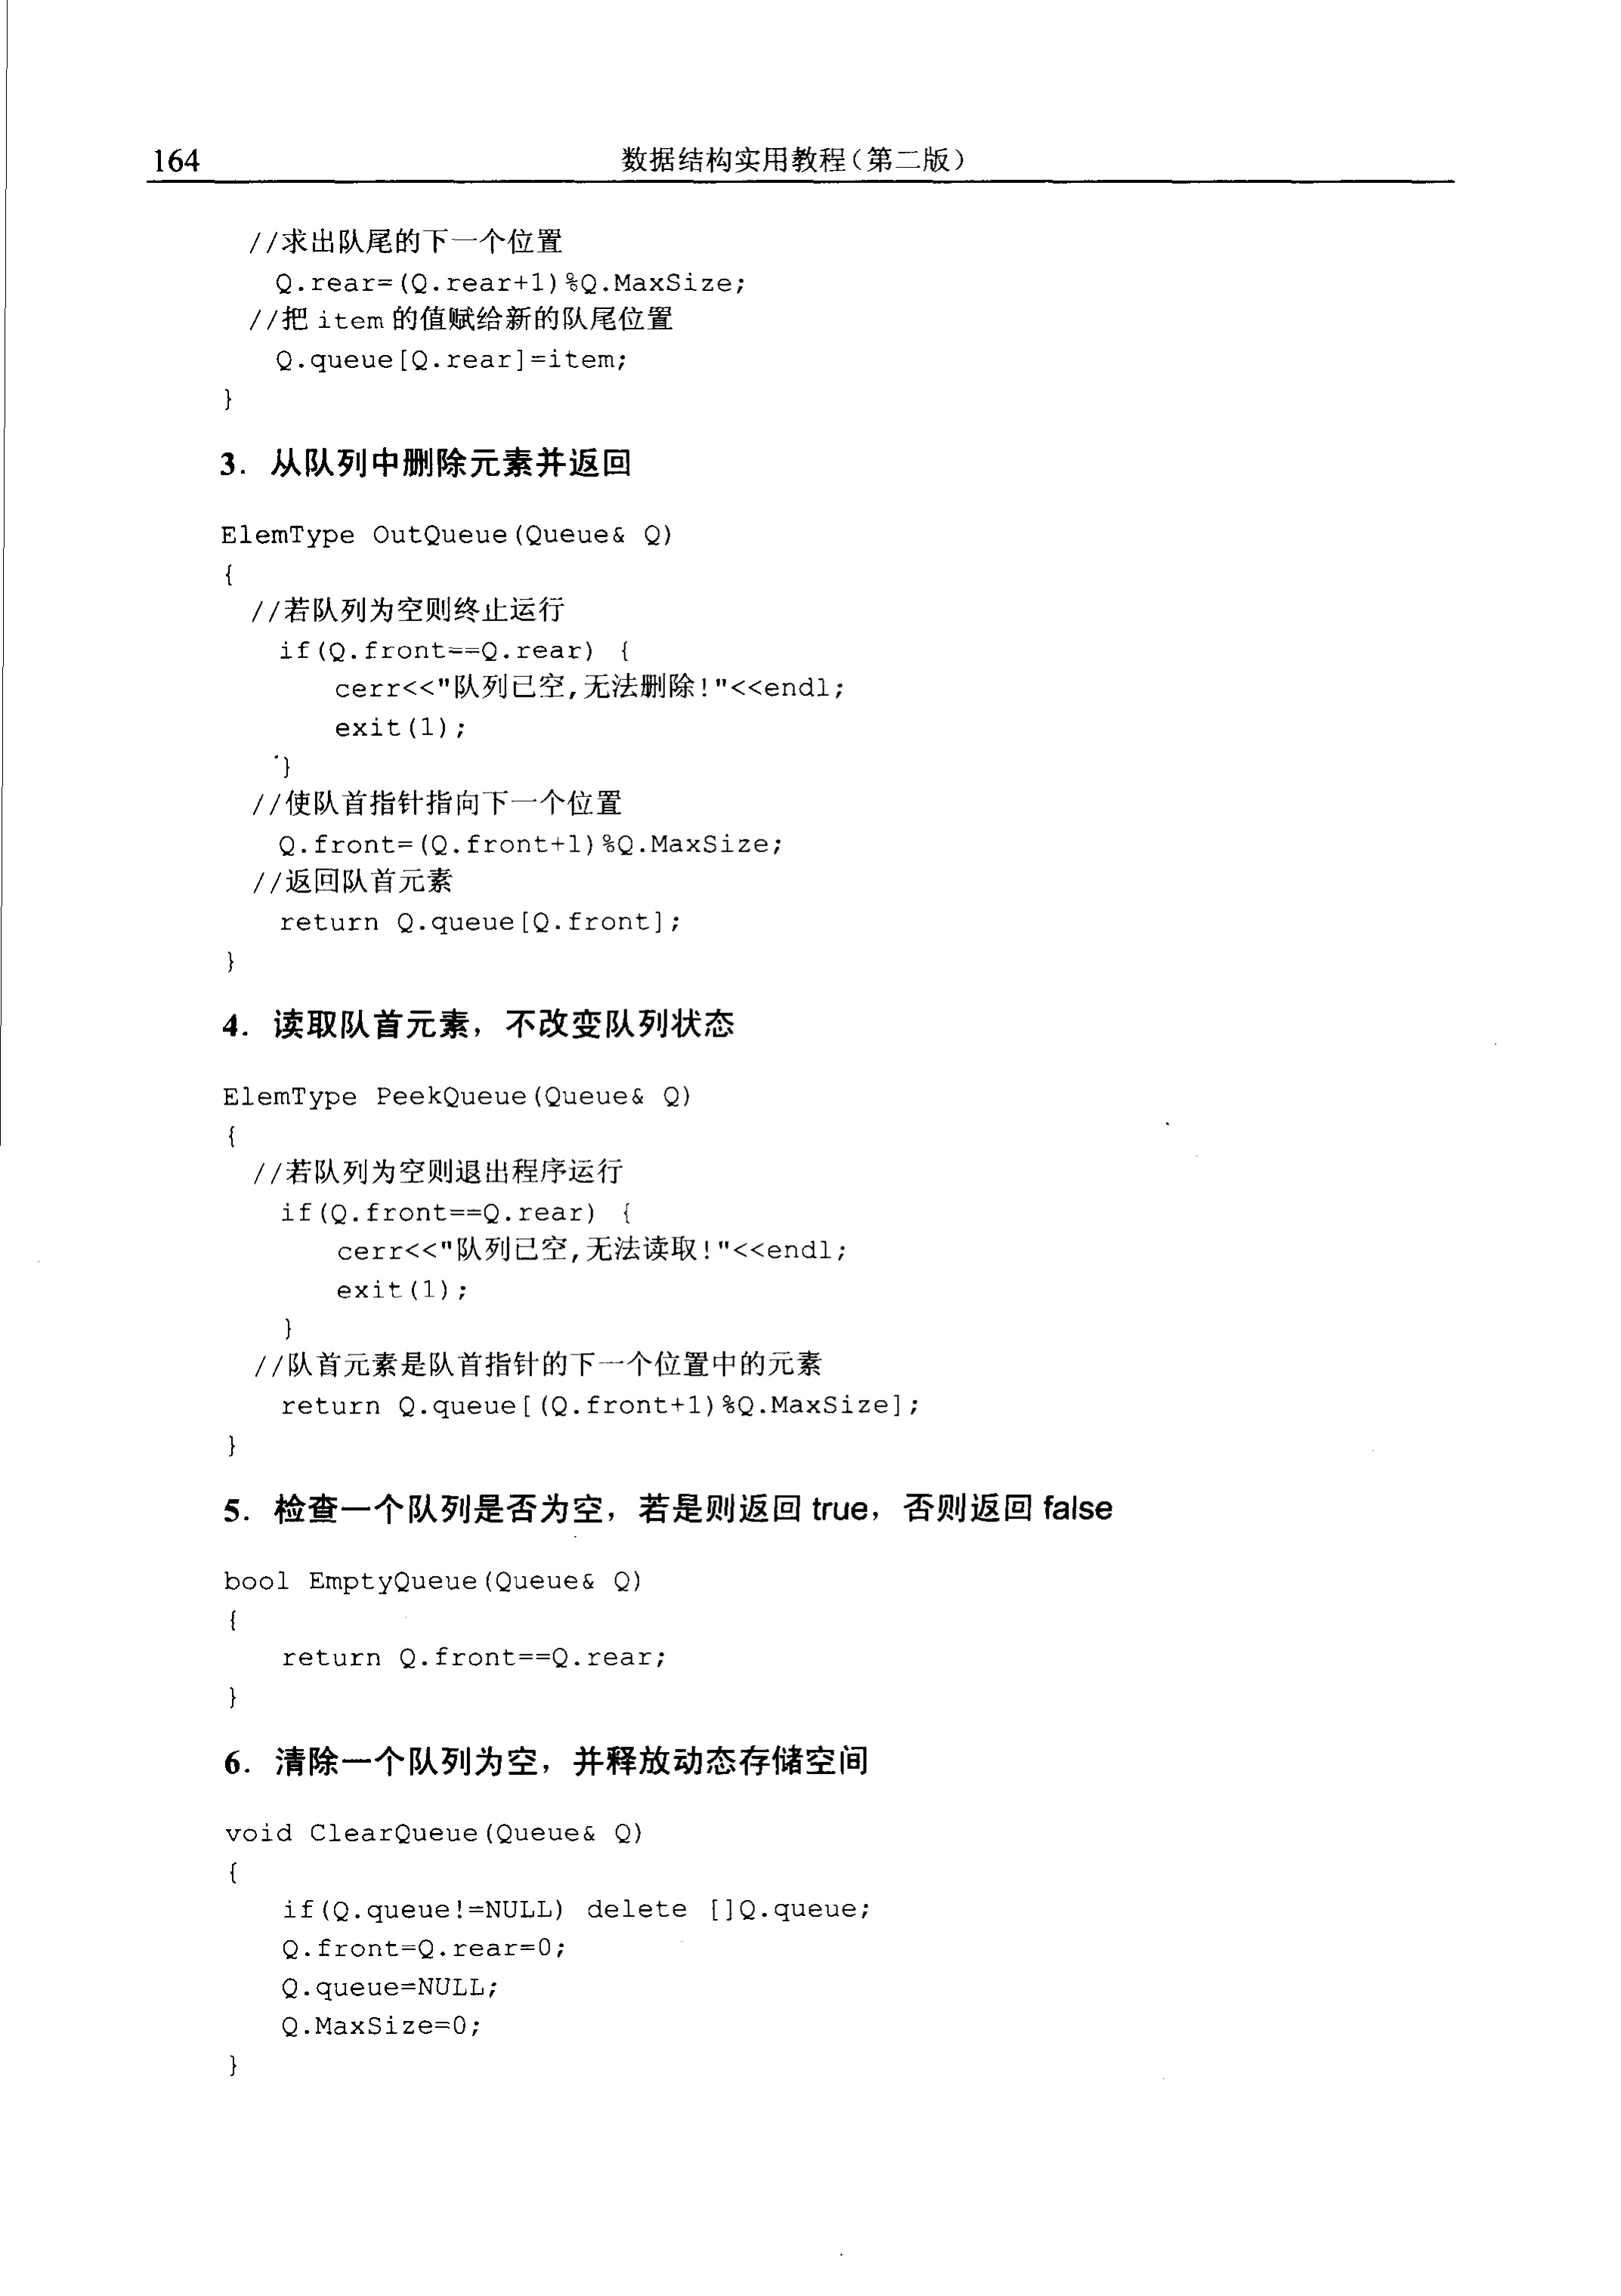 164
数据结构实用教程(第二版)
//求出队尾的下一个位置
Q.rear=(Q.rear+1)%Q.MaxSize;
//把 item 的值赋给新的队尾位置
Q.queue[Q.rear]=item;
}
3. 从队列中删除元素并返回
ElemType OutQueue(Queue& Q)
{
//若队列为空则终止运行
if(Q.front==Q.rear) {
cerr<<"队列已空,无法删除!"<<endl;
exit(1);
}
//使队首指针指向下一个位置
Q.front=(Q.front+1)%Q.MaxSize;
//返回队首元素
return Q.queue[Q.front];
}
4. 读取队首元素，不改变队列状态
ElemType PeekQueue(Queue& Q)
{
//若队列为空则退出程序运行
if(Q.front==Q.rear) {
cerr<<"队列已空,无法读取!"<<endl;
exit(1);
}
//队首元素是队首指针的下一个位置中的元素
return Q.queue[(Q.front+1)%Q.MaxSize];
}
5. 检查一个队列是否为空，若是则返回 true，否则返回 false
bool EmptyQueue(Queue& Q)
{
return Q.front==Q.rear;
}
6. 清除一个队列为空，并释放动态存储空间
void ClearQueue(Queue& Q)
{
if(Q.queue!=NULL) delete []Q.queue;
Q.front=Q.rear=0;
Q.queue=NULL;
Q.MaxSize=0;
}